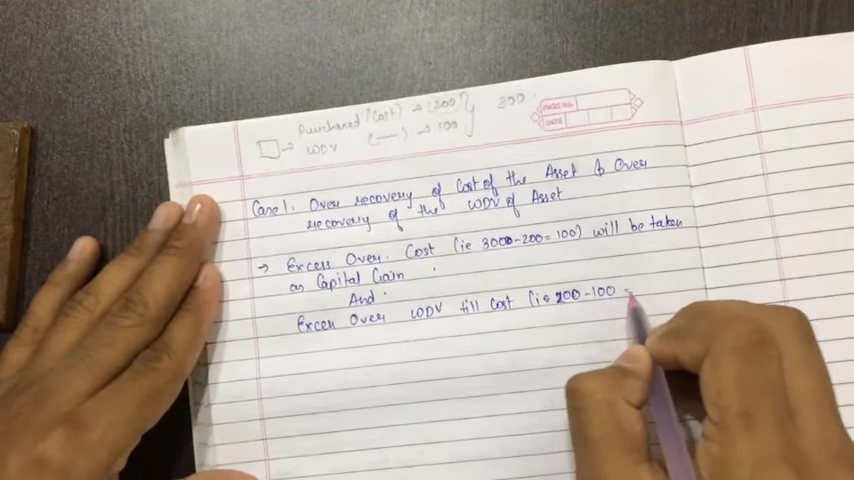 Purchased (Cost) → (200) 300
→ WDV (—) → 100
PAGE No.
DATE
Case 1: Over recovery of Cost of the Asset & Over
recovery of the WDV of Asset
→ Excess Over Cost (ie 3000-200=100) will be taken
as Capital Gain
And
Excess Over WDV till Cost (ie 200-100